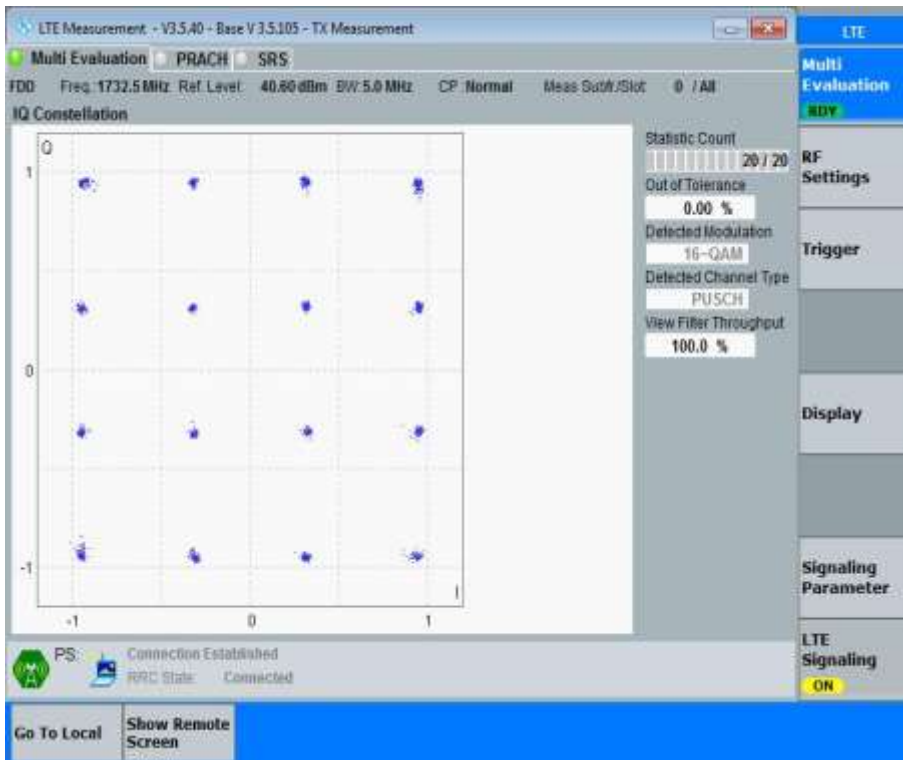 LTE Measurement - V3.5.40 - Base V 3.5.105 - TX Measurement
LTE
Multi Evaluation PRACH SRS
Multi
Evaluation
RDY
FDD Freq.: 1732.5 MHz Ref. Level: 40.60 dBm BW: 5.0 MHz CP: Normal Meas Subfr./Slot: 0 / All
IQ Constellation
Q
1
0
-1
-1 0 1
I
Statistic Count
20 / 20
Out of Tolerance
0.00 %
Detected Modulation
16-QAM
Detected Channel Type
PUSCH
View Filter Throughput
100.0 %
RF
Settings
Trigger
Display
Signaling
Parameter
LTE
Signaling
ON
PS: Connection Established
RRC State: Connected
Go To Local
Show Remote
Screen